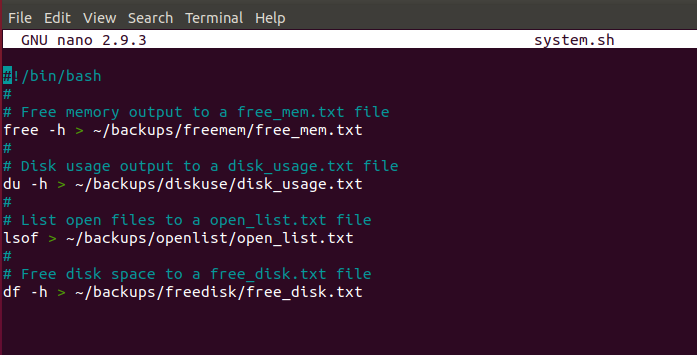 File Edit View Search Terminal Help
GNU nano 2.9.3 system.sh
#!/bin/bash
#
# Free memory output to a free_mem.txt file
free -h > ~/backups/freemem/free_mem.txt
#
# Disk usage output to a disk_usage.txt file
du -h > ~/backups/diskuse/disk_usage.txt
#
# List open files to a open_list.txt file
lsof > ~/backups/openlist/open_list.txt
#
# Free disk space to a free_disk.txt file
df -h > ~/backups/freedisk/free_disk.txt